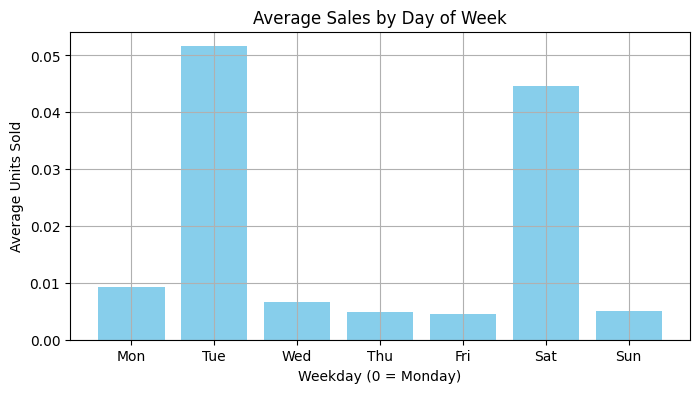 Average Sales by Day of Week
Average Units Sold
0.05
0.04
0.03
0.02
0.01
0.00
Mon Tue Wed Thu Fri Sat Sun
Weekday (0 = Monday)